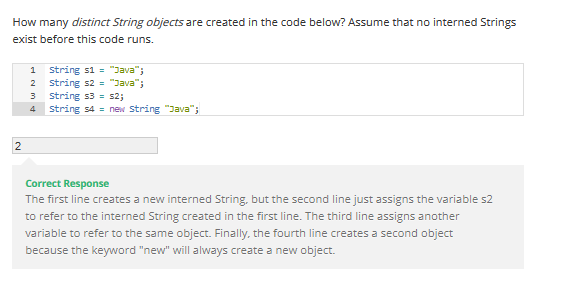 How many distinct String objects are created in the code below? Assume that no interned Strings
exist before this code runs.
1 String s1 = "Java";
2 String s2 = "Java";
3 String s3 = s2;
4 String s4 = new String "Java";
2
Correct Response
The first line creates a new interned String, but the second line just assigns the variable s2
to refer to the interned String created in the first line. The third line assigns another
variable to refer to the same object. Finally, the fourth line creates a second object
because the keyword "new" will always create a new object.